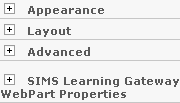 Appearance
Layout
Advanced
SIMS Learning Gateway
WebPart Properties